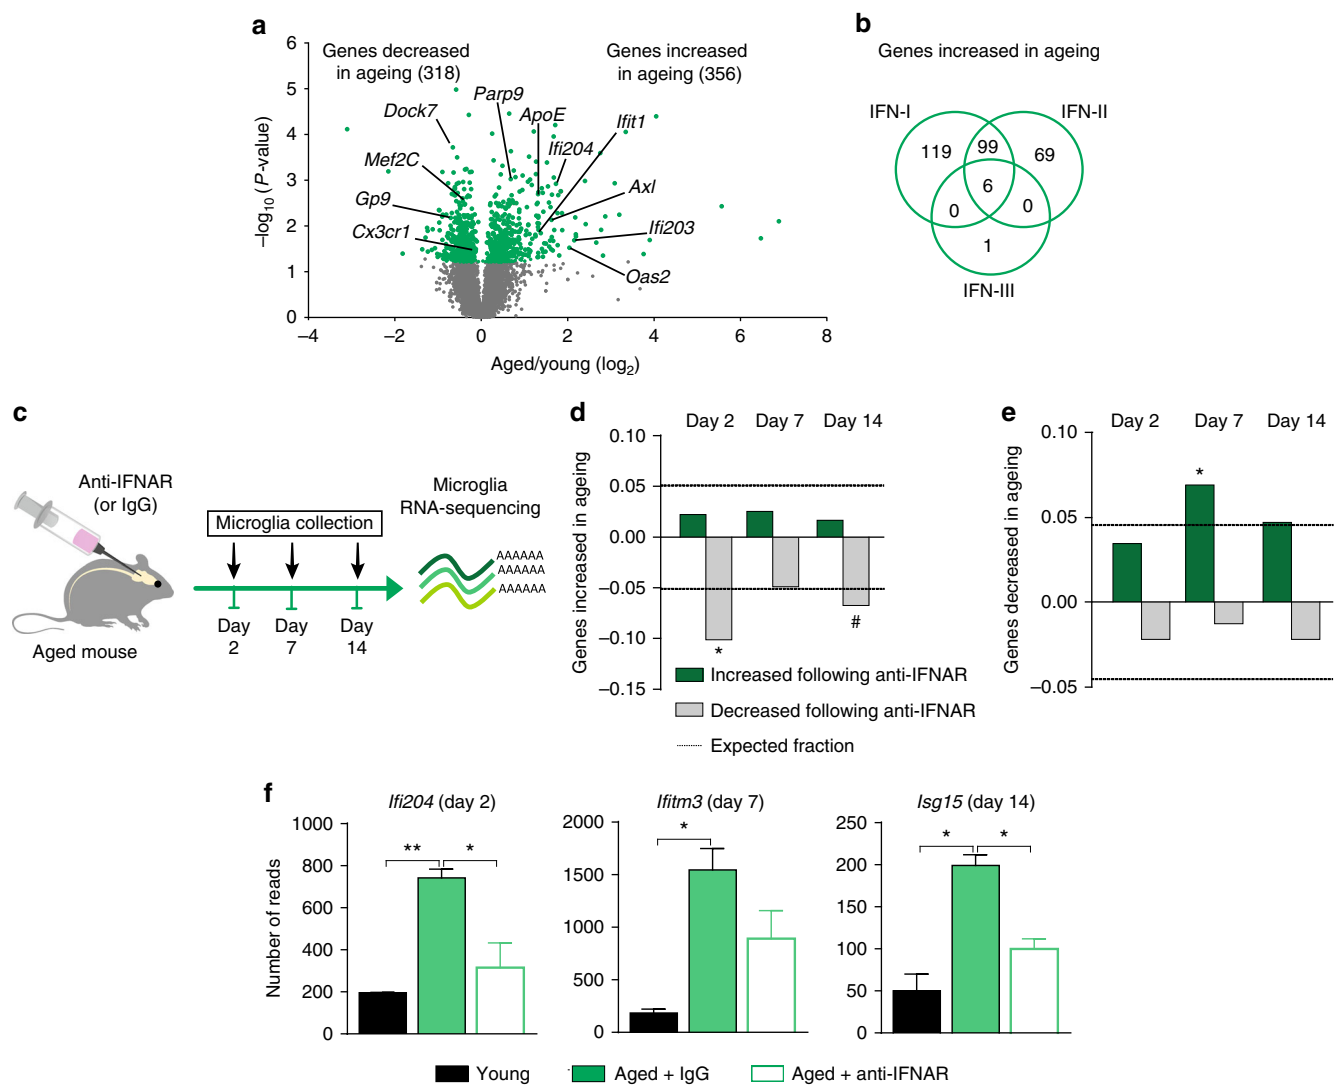 a
Genes decreased
in ageing (318)
Genes increased
in ageing (356)
6
5
4
3
2
1
0
–log10 (P-value)
–4
–2
0
2
4
6
8
Aged/young (log2)
Dock7
Parp9
ApoE
Ifit1
Mef2C
Ifi204
Gp9
Axl
Cx3cr1
Ifi203
Oas2
b
Genes increased in ageing
IFN-I
IFN-II
119
99
69
6
0
0
1
IFN-III
c
Anti-IFNAR
(or IgG)
Aged mouse
Microglia collection
Day
2
Day
7
Day
14
Microglia
RNA-sequencing
AAAAAA
AAAAAA
AAAAAA
d
Day 2
Day 7
Day 14
Genes increased in ageing
0.10
0.05
0.00
–0.05
–0.10
–0.15
*
#
Increased following anti-IFNAR
Decreased following anti-IFNAR
Expected fraction
e
Day 2
Day 7
Day 14
Genes decreased in ageing
0.10
0.05
0.00
–0.05
*
f
Ifi204 (day 2)
Number of reads
1000
800
600
400
200
0
**
*
Ifitm3 (day 7)
2000
1500
1000
500
0
*
Isg15 (day 14)
250
200
150
100
50
0
*
*
Young
Aged + IgG
Aged + anti-IFNAR